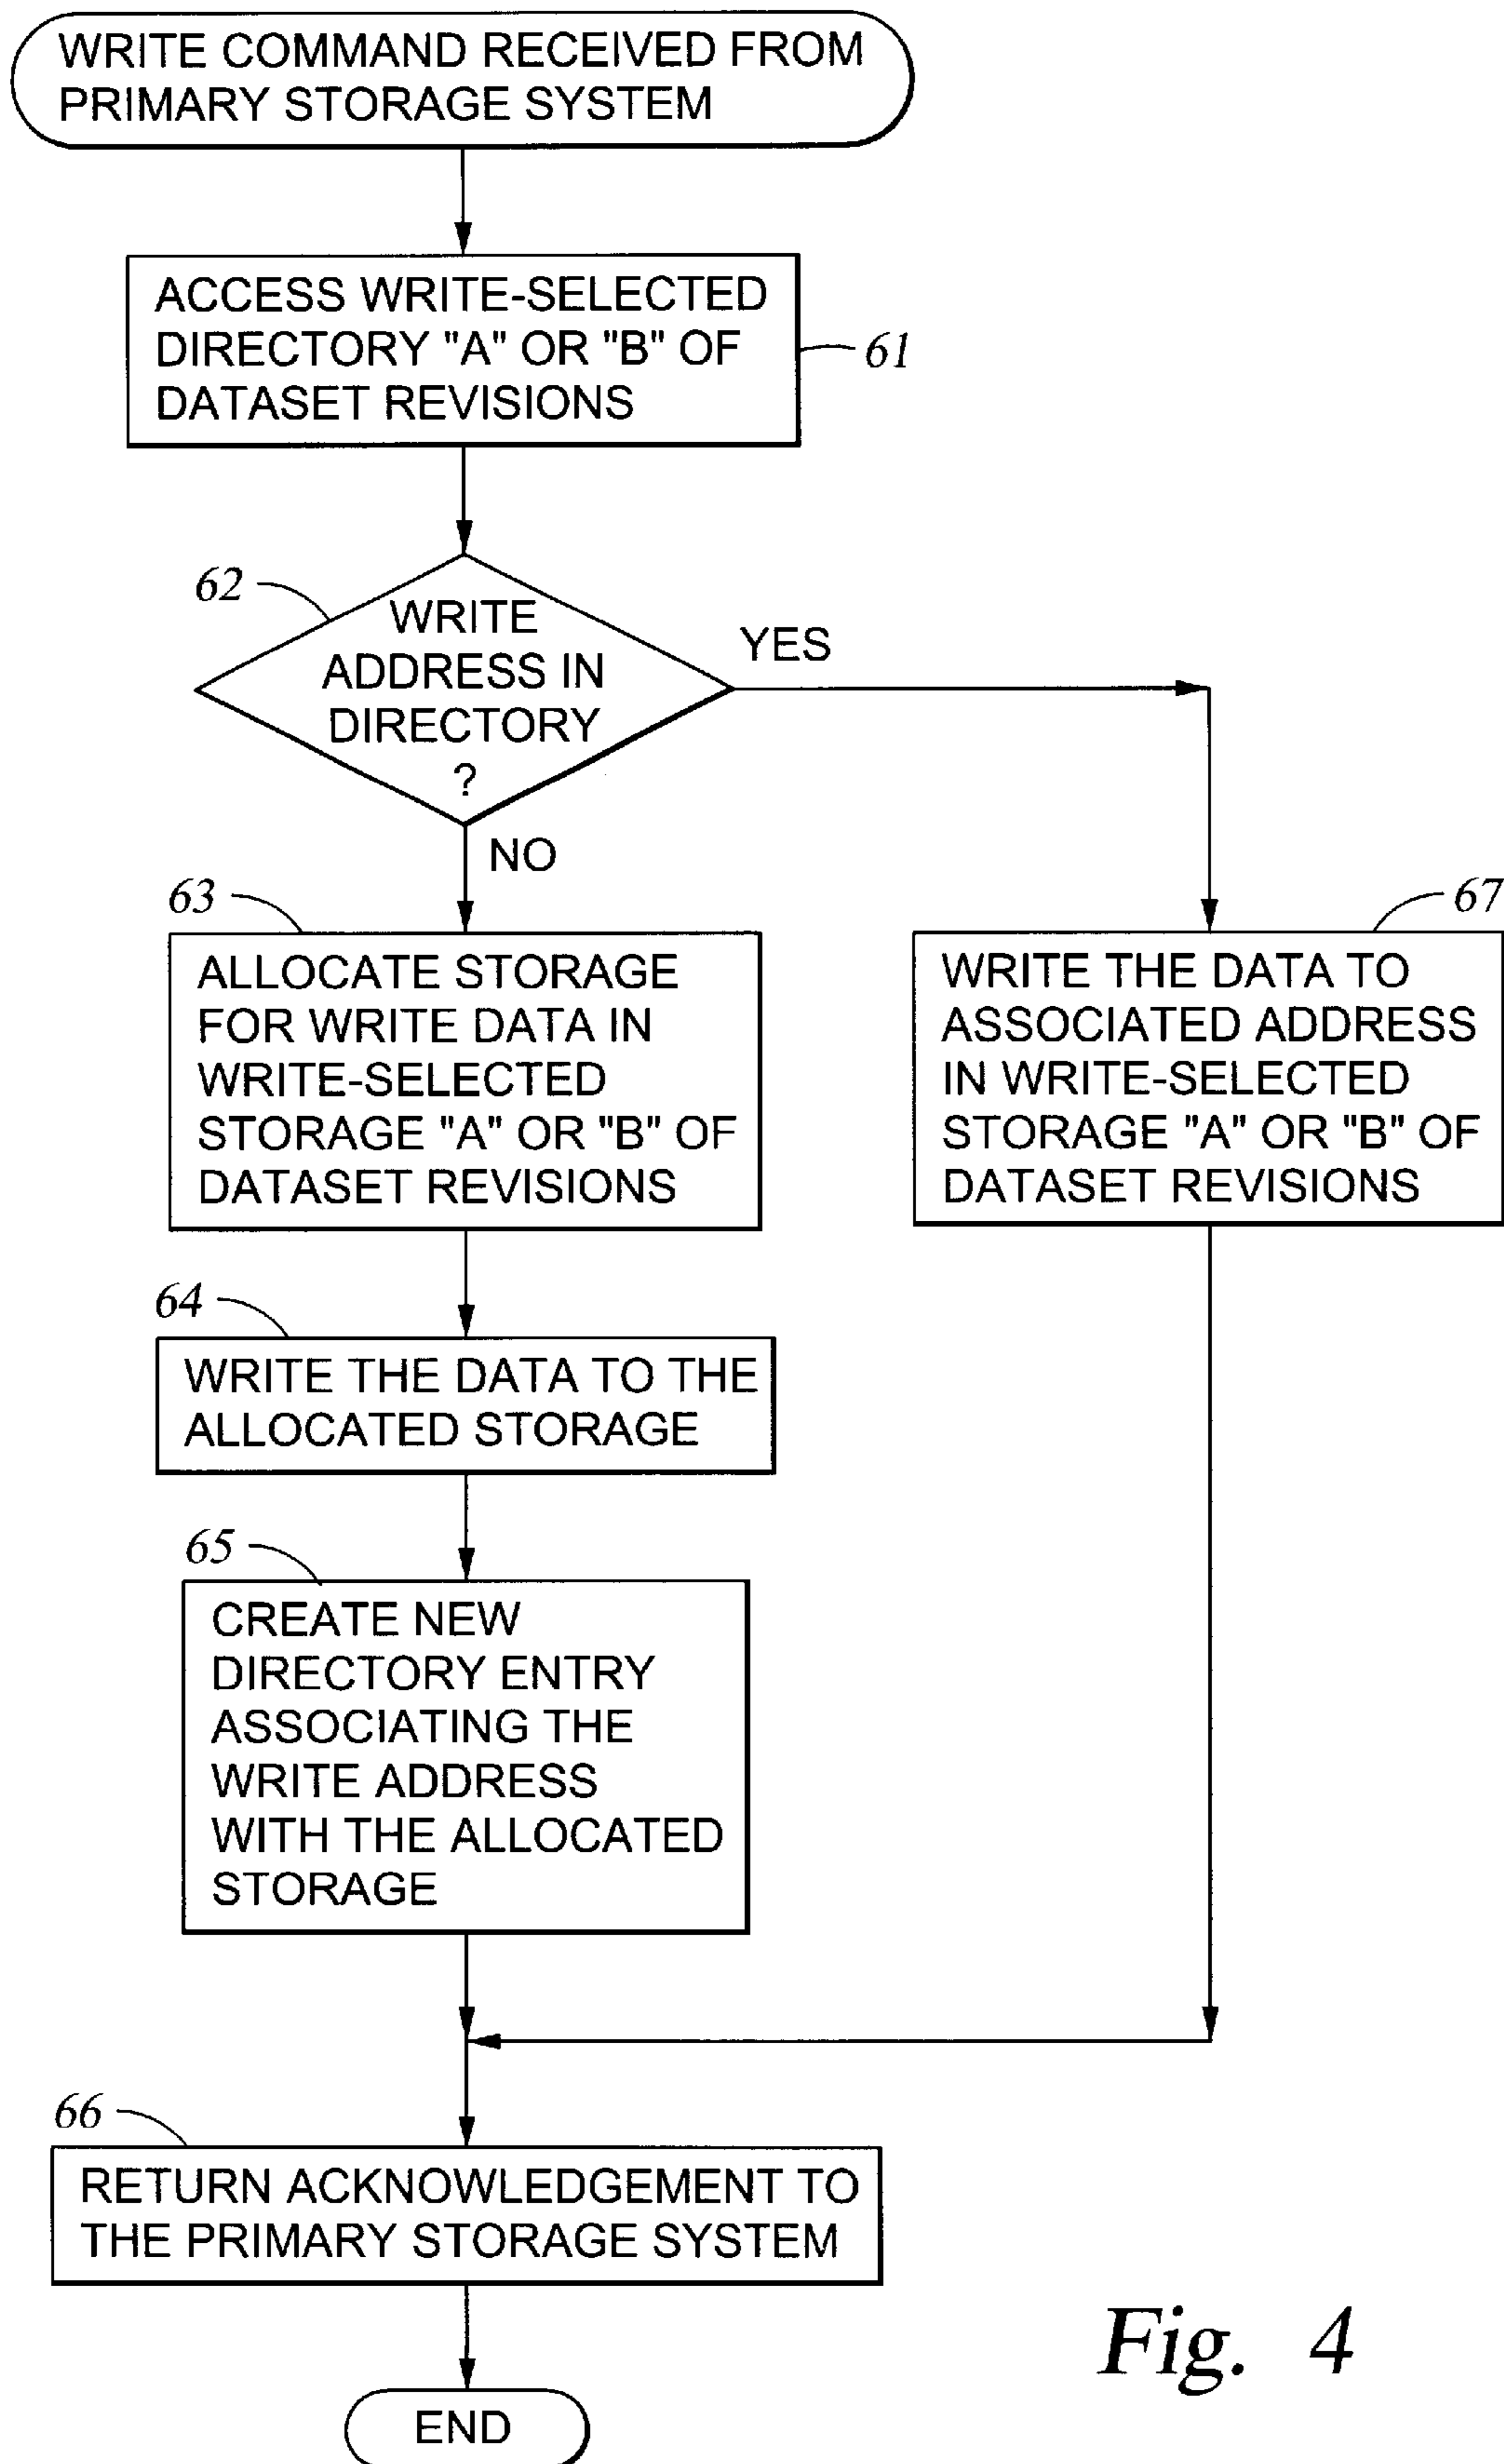 WRITE COMMAND RECEIVED FROM
PRIMARY STORAGE SYSTEM
ACCESS WRITE-SELECTED
DIRECTORY "A" OR "B" OF
DATASET REVISIONS
61
62
WRITE
ADDRESS IN
DIRECTORY
?
YES
NO
63
ALLOCATE STORAGE
FOR WRITE DATA IN
WRITE-SELECTED
STORAGE "A" OR "B" OF
DATASET REVISIONS
67
WRITE THE DATA TO
ASSOCIATED ADDRESS
IN WRITE-SELECTED
STORAGE "A" OR "B" OF
DATASET REVISIONS
64
WRITE THE DATA TO THE
ALLOCATED STORAGE
65
CREATE NEW
DIRECTORY ENTRY
ASSOCIATING THE
WRITE ADDRESS
WITH THE ALLOCATED
STORAGE
66
RETURN ACKNOWLEDGEMENT TO
THE PRIMARY STORAGE SYSTEM
END
Fig. 4